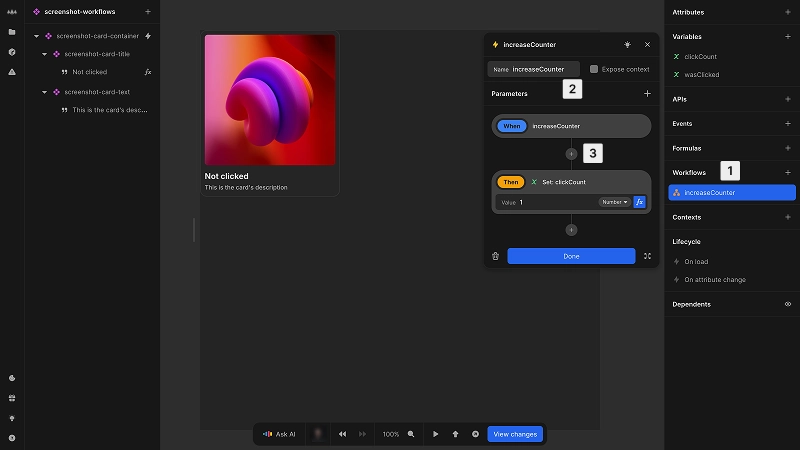 screenshot-workflows
screenshot-card-container
screenshot-card-title
Not clicked
fx
screenshot-card-text
This is the card's desc...
Not clicked
This is the card's description
increaseCounter
Name increaseCounter
Expose context
2
Parameters
When increaseCounter
3
Then Set: clickCount
Value 1 Number fx
Done
Attributes
Variables
clickCount
wasClicked
APIs
Events
Formulas
Workflows
1
increaseCounter
Contexts
Lifecycle
On load
On attribute change
Dependents
Ask AI
100%
View changes